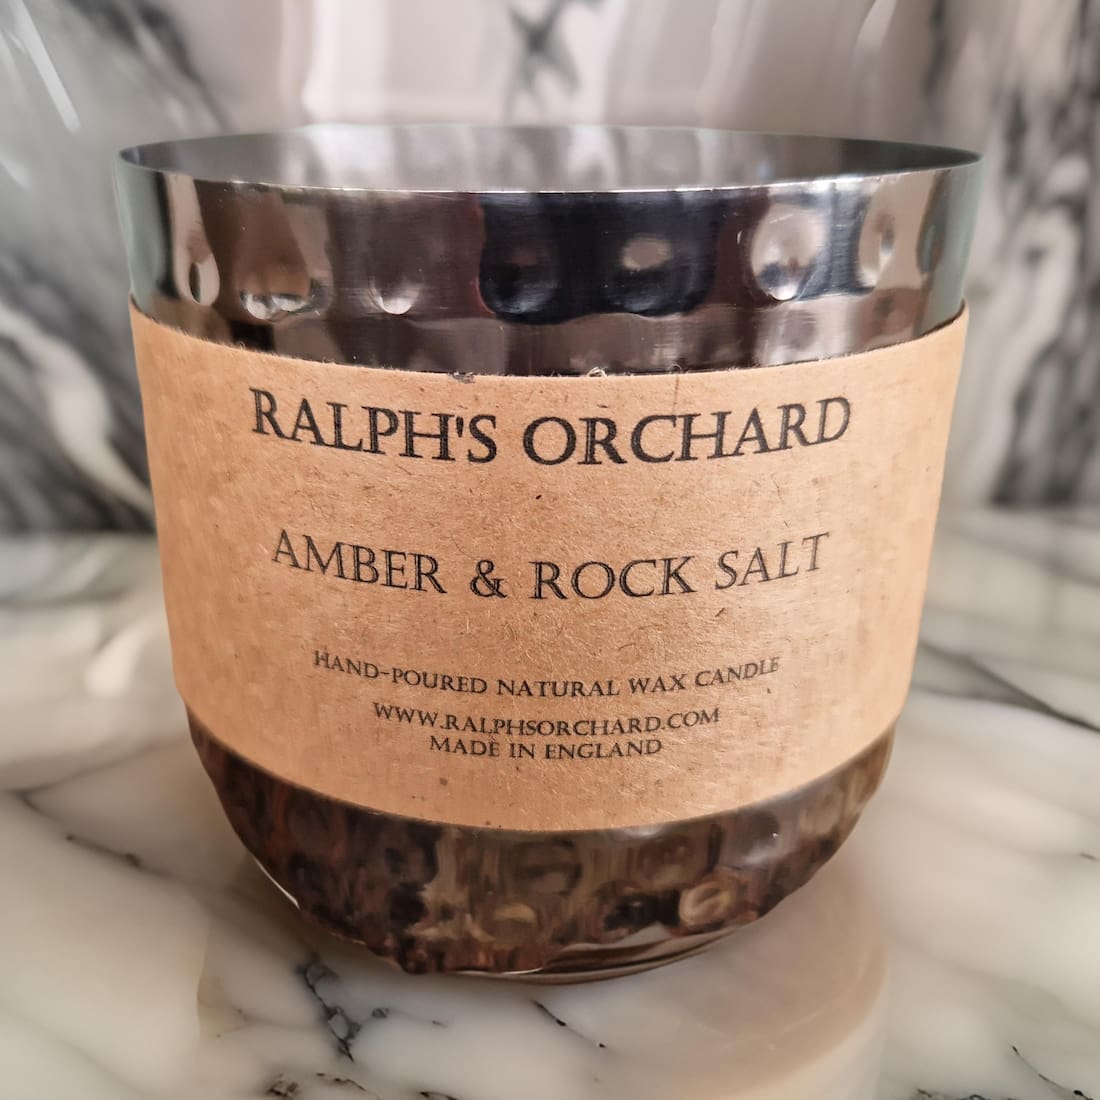 RALPH'S ORCHARD
AMBER & ROCK SALT
HAND-POURED NATURAL WAX CANDLE
WWW.RALPHSORCHARD.COM
MADE IN ENGLAND